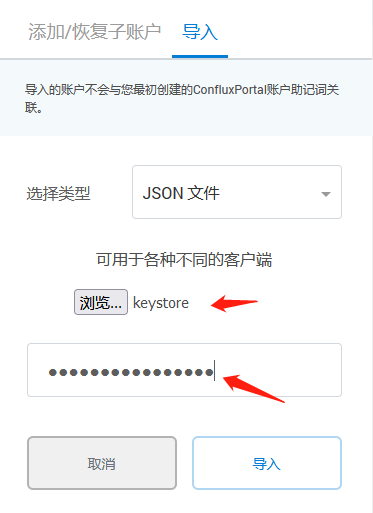 添加/恢复子账户 导入
导入的账户不会与您最初创建的ConfluxPortal账户助记词关
联。
选择类型 JSON 文件
可用于各种不同的客户端
浏览... keystore
●●●●●●●●●●●●●●●●
取消 导入